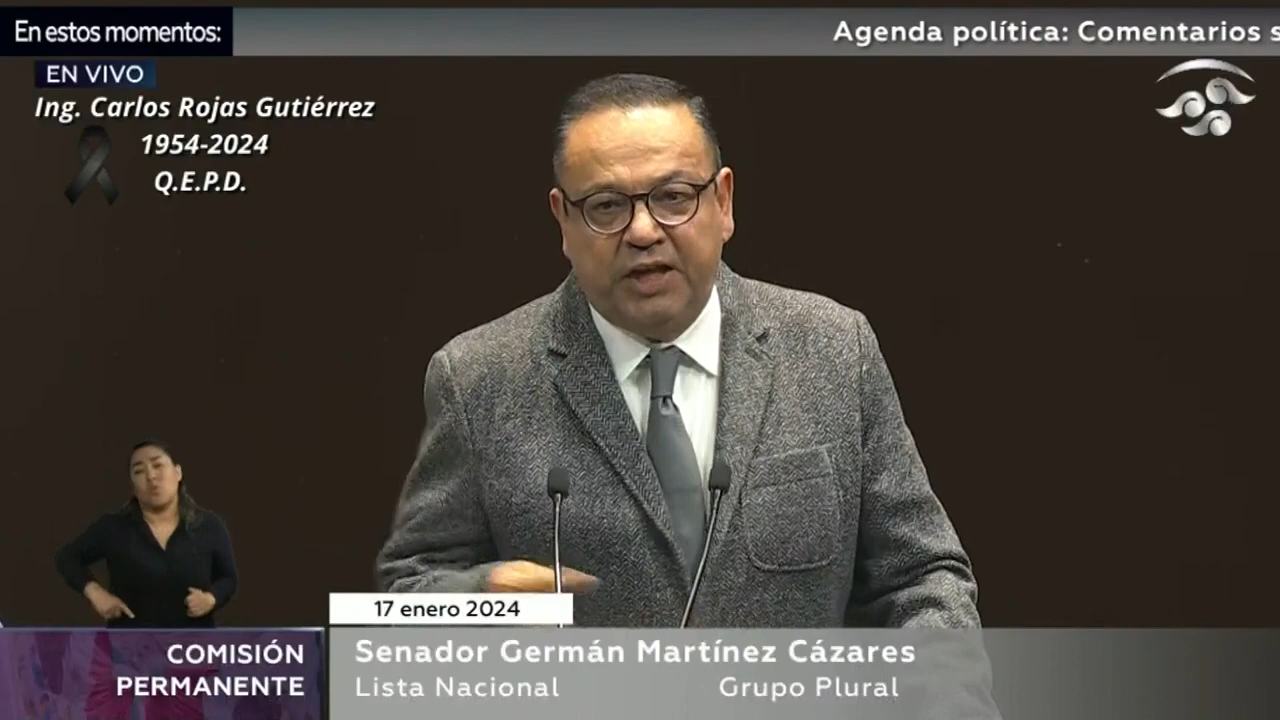 En estos momentos:
Agenda política: Comentarios s
EN VIVO
Ing. Carlos Rojas Gutiérrez
1954-2024
Q.E.P.D.
17 enero 2024
COMISIÓN
PERMANENTE
Senador Germán Martínez Cázares
Lista Nacional Grupo Plural